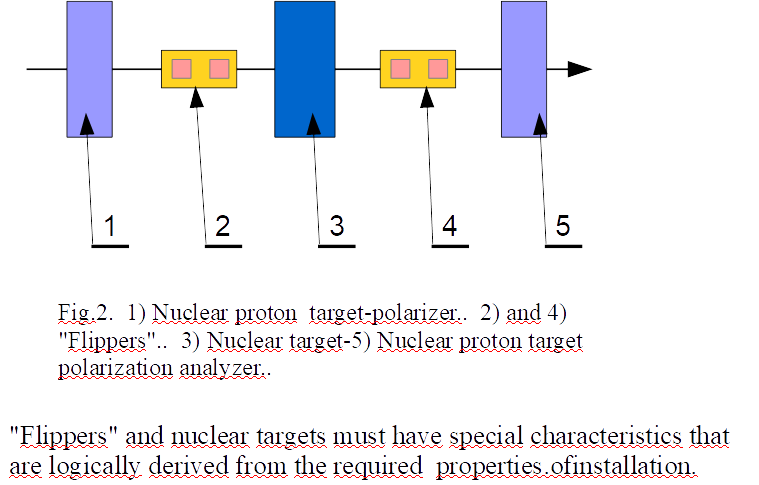 1 2 3 4 5
Fig.2. 1) Nuclear proton target-polarizer.. 2) and 4)
"Flippers".. 3) Nuclear target-5) Nuclear proton target
polarization analyzer..
"Flippers" and nuclear targets must have special characteristics that
are logically derived from the required properties.ofinstallation.